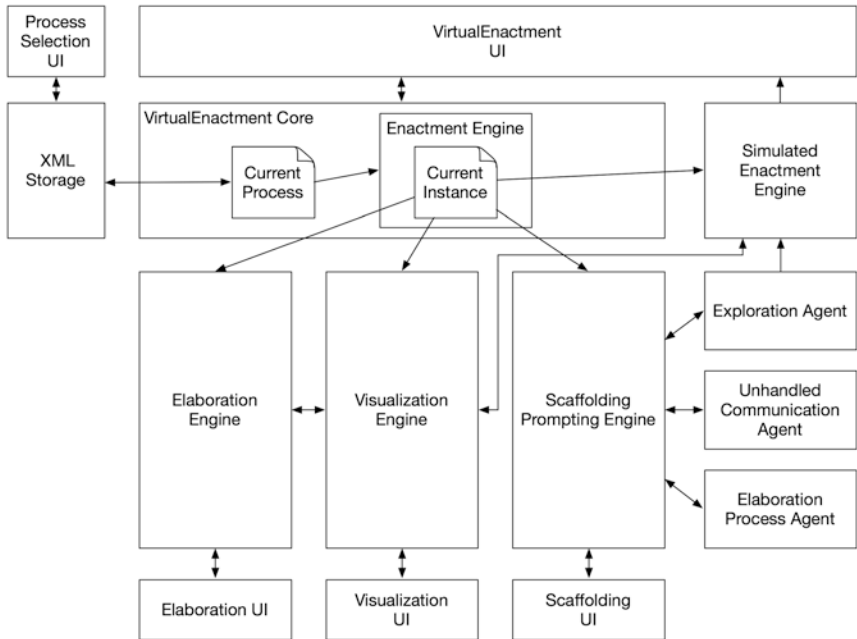 Process
Selection
UI
VirtualEnactment
UI
XML
Storage
VirtualEnactment Core
Current
Process
Enactment Engine
Current
Instance
Simulated
Enactment
Engine
Elaboration
Engine
Visualization
Engine
Scaffolding
Prompting Engine
Exploration Agent
Unhandled
Communication
Agent
Elaboration
Process Agent
Elaboration UI
Visualization
UI
Scaffolding
UI